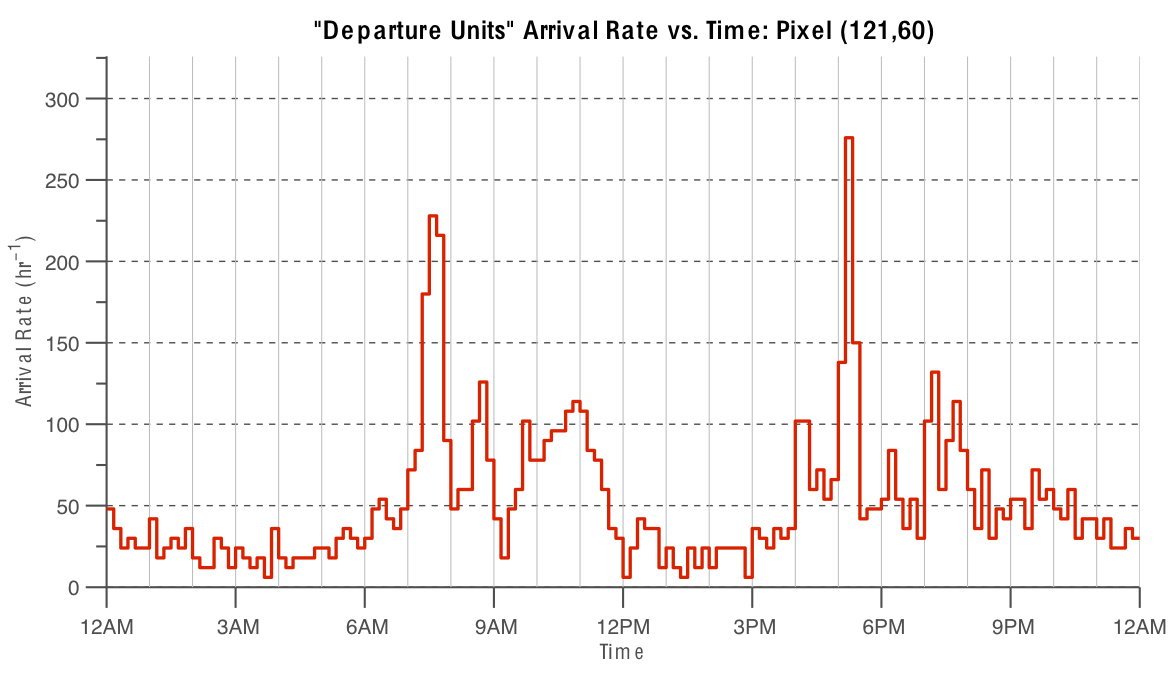 "Departure Units" Arrival Rate vs. Time: Pixel (121,60)
300
250
200
150
100
50
0
Arrival Rate (hr⁻¹)
12AM 3AM 6AM 9AM 12PM 3PM 6PM 9PM 12AM
Time